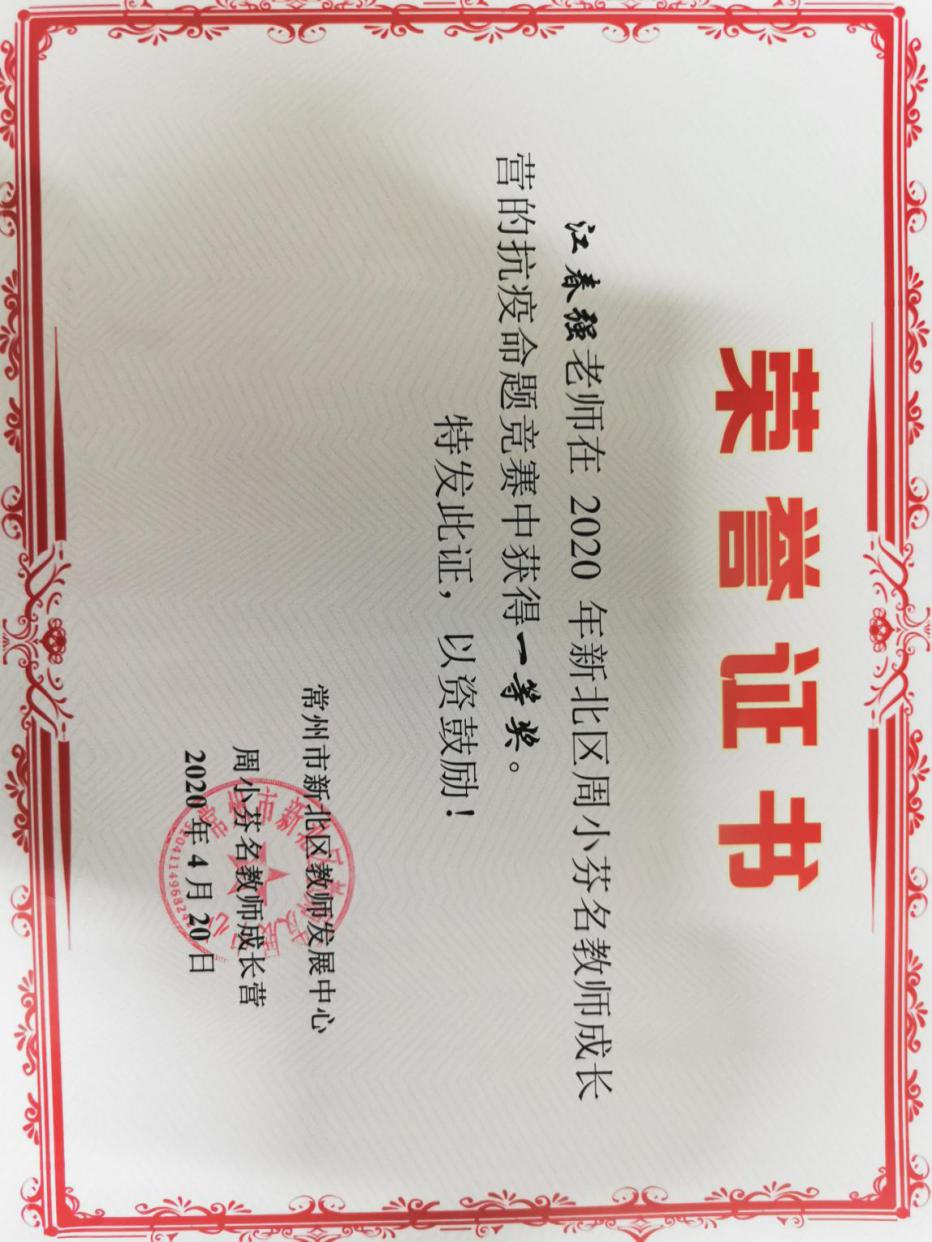 荣誉证书
江春强老师在 2020 年新北区周小芬名教师成长
营的抗疫命题竞赛中获得一等奖。
特发此证，以资鼓励！
常州市新北区教师发展中心
周小芬名教师成长营
2020 年 4 月 20 日